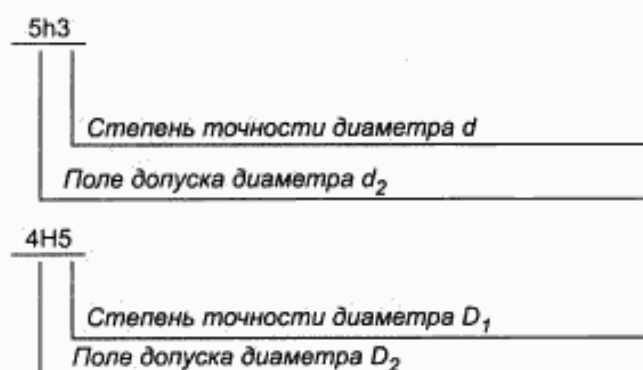 5h3
Степень точности диаметра d
Поле допуска диаметра d2
4H5
Степень точности диаметра D1
Поле допуска диаметра D2